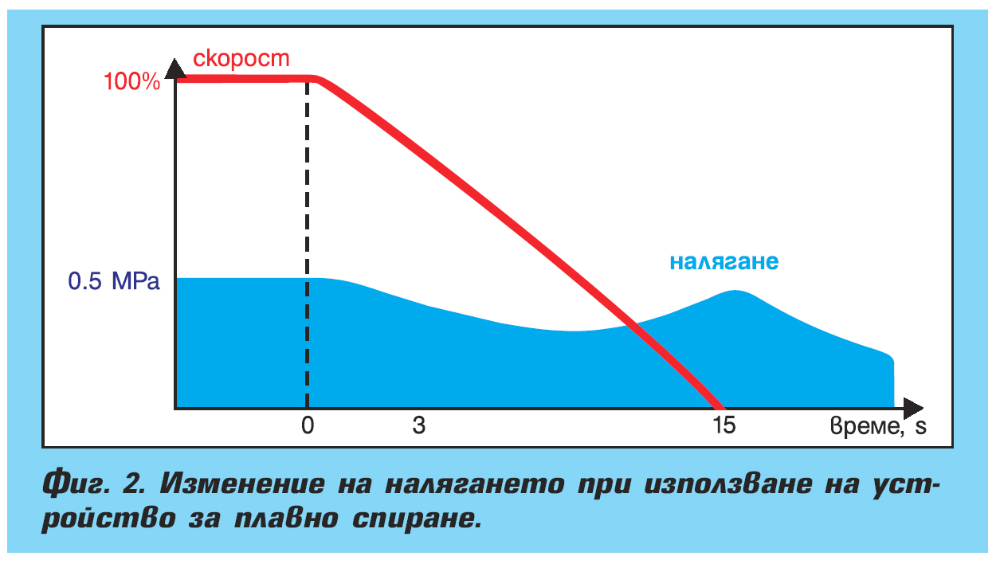 скорост
100%
налягане
0.5 MPa
0 3 15 време, s
Фиг. 2. Изменение на налягането при използване на уст-
ройство за плавно спиране.